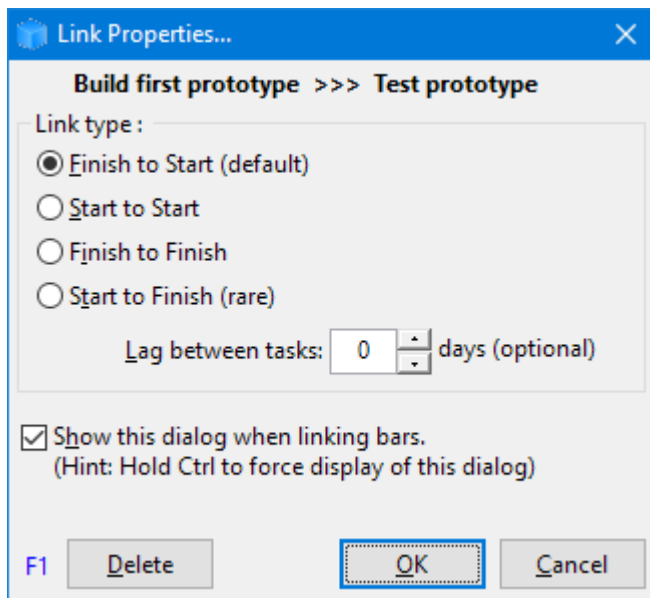 Link Properties...
Build first prototype >>> Test prototype
Link type :
Finish to Start (default)
Start to Start
Finish to Finish
Start to Finish (rare)
Lag between tasks: 0 days (optional)
Show this dialog when linking bars.
(Hint: Hold Ctrl to force display of this dialog)
F1 Delete OK Cancel